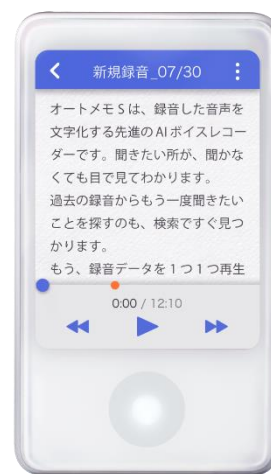 新規録音_07/30
オートメモSは、録音した音声を
文字化する先進のAIボイスレコー
ダーです。聞きたい所が、聞かな
くても目で見てわかります。
過去の録音からもう一度聞きたい
ことを探すのも、検索ですぐ見つ
かります。
もう、録音データを1つ1つ再生
0:00 / 12:10